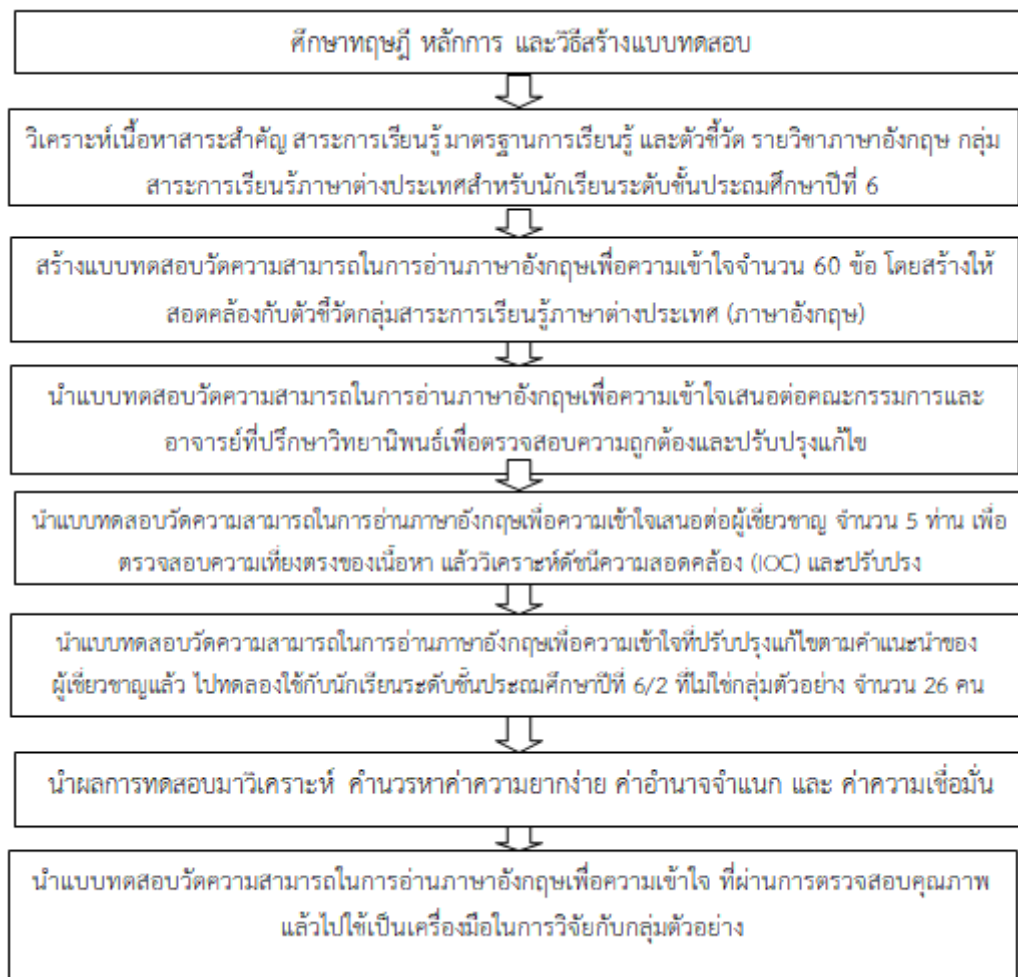 ศึกษาทฤษฎี หลักการ และวิธีสร้างแบบทดสอบ
วิเคราะห์เนื้อหาสาระสำคัญ สาระการเรียนรู้ มาตรฐานการเรียนรู้ และตัวชี้วัด รายวิชาภาษาอังกฤษ กลุ่ม
สาระการเรียนรู้ภาษาต่างประเทศสำหรับนักเรียนระดับชั้นประถมศึกษาปีที่ 6
สร้างแบบทดสอบวัดความสามารถในการอ่านภาษาอังกฤษเพื่อความเข้าใจจำนวน 60 ข้อ โดยสร้างให้
สอดคล้องกับตัวชี้วัดกลุ่มสาระการเรียนรู้ภาษาต่างประเทศ (ภาษาอังกฤษ)
นำแบบทดสอบวัดความสามารถในการอ่านภาษาอังกฤษเพื่อความเข้าใจเสนอต่อคณะกรรมการและ
อาจารย์ที่ปรึกษาวิทยานิพนธ์เพื่อตรวจสอบความถูกต้องและปรับปรุงแก้ไข
นำแบบทดสอบวัดความสามารถในการอ่านภาษาอังกฤษเพื่อความเข้าใจเสนอต่อผู้เชี่ยวชาญ จำนวน 5 ท่าน เพื่อ
ตรวจสอบความเที่ยงตรงของเนื้อหา แล้ววิเคราะห์ดัชนีความสอดคล้อง (IOC) และปรับปรุง
นำแบบทดสอบวัดความสามารถในการอ่านภาษาอังกฤษเพื่อความเข้าใจที่ปรับปรุงแก้ไขตามคำแนะนำของ
ผู้เชี่ยวชาญแล้ว ไปทดลองใช้กับนักเรียนระดับชั้นประถมศึกษาปีที่ 6/2 ที่ไม่ใช่กลุ่มตัวอย่าง จำนวน 26 คน
นำผลการทดสอบมาวิเคราะห์ คำนวรหาค่าความยากง่าย ค่าอำนาจจำแนก และ ค่าความเชื่อมั่น
นำแบบทดสอบวัดความสามารถในการอ่านภาษาอังกฤษเพื่อความเข้าใจ ที่ผ่านการตรวจสอบคุณภาพ
แล้วไปใช้เป็นเครื่องมือในการวิจัยกับกลุ่มตัวอย่าง